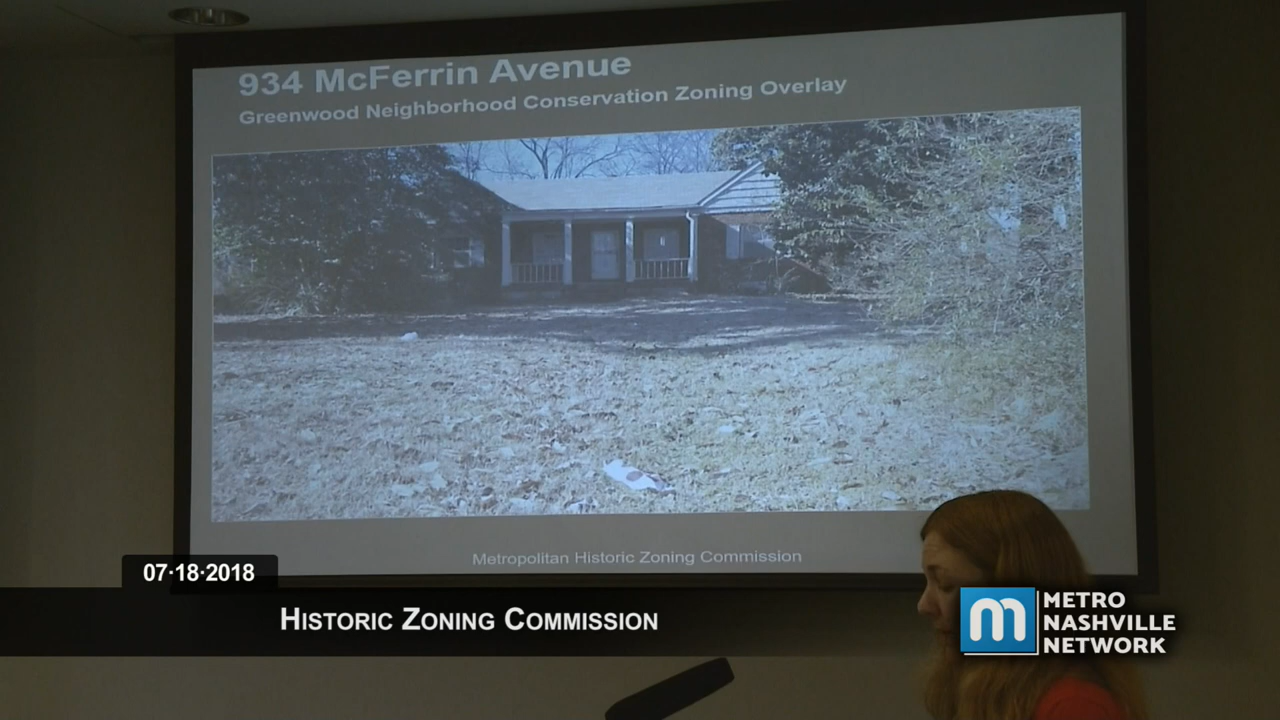 934 McFerrin Avenue
Greenwood Neighborhood Conservation Zoning Overlay
Metropolitan Historic Zoning Commission
07·18·2018
Historic Zoning Commission
m
METRO
NASHVILLE
NETWORK